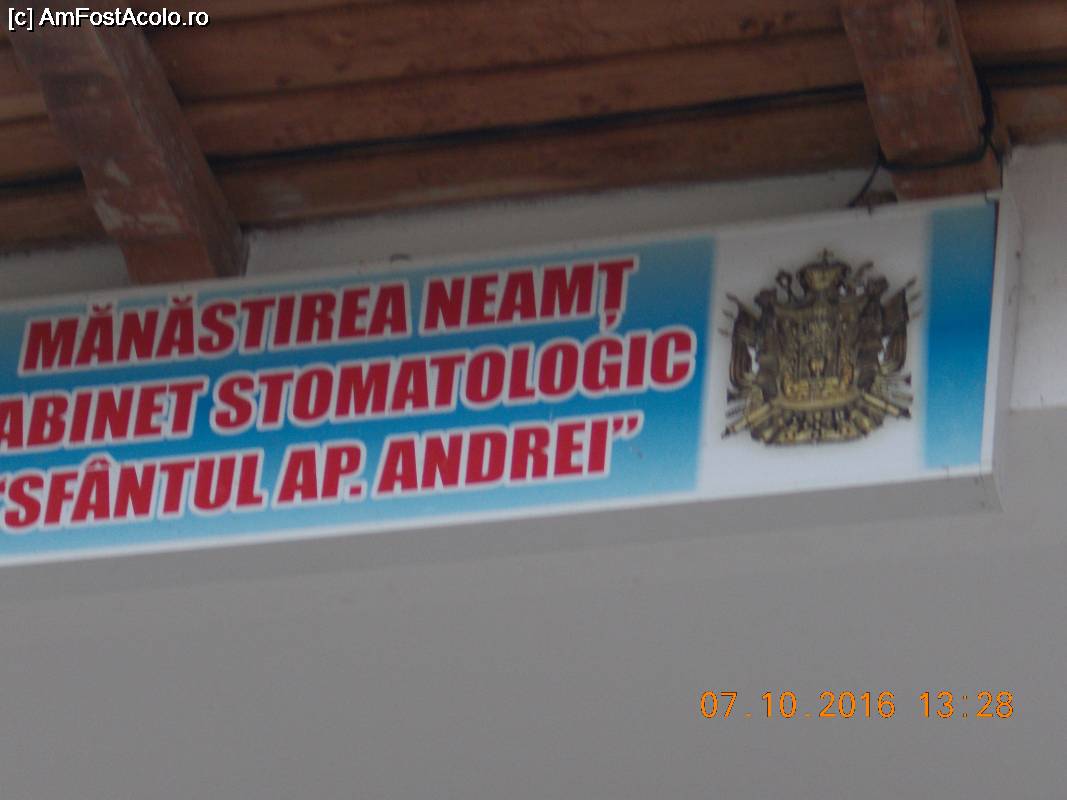 [c] AmFostAcolo.ro
MĂNĂSTIREA NEAMȚ
ABINET STOMATOLOGIC
"SFÂNTUL AP. ANDREI"
07.10.2016 13:28